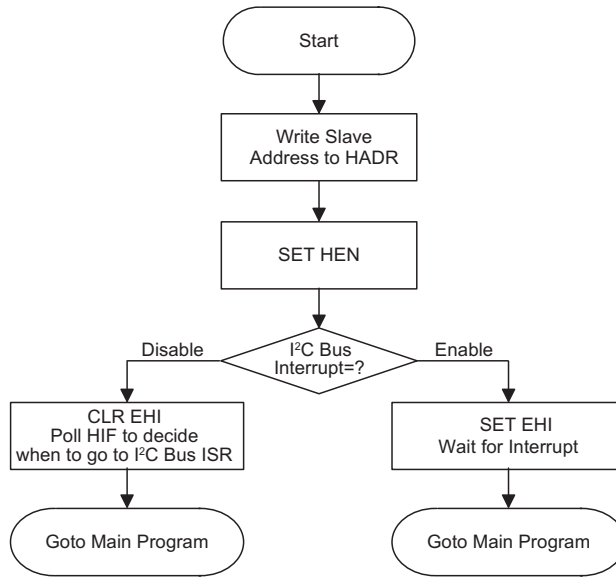 Start
Write Slave
Address to HADR
SET HEN
I²C Bus
Interrupt=?
Disable
Enable
CLR EHI
Poll HIF to decide
when to go to I²C Bus ISR
SET EHI
Wait for Interrupt
Goto Main Program
Goto Main Program